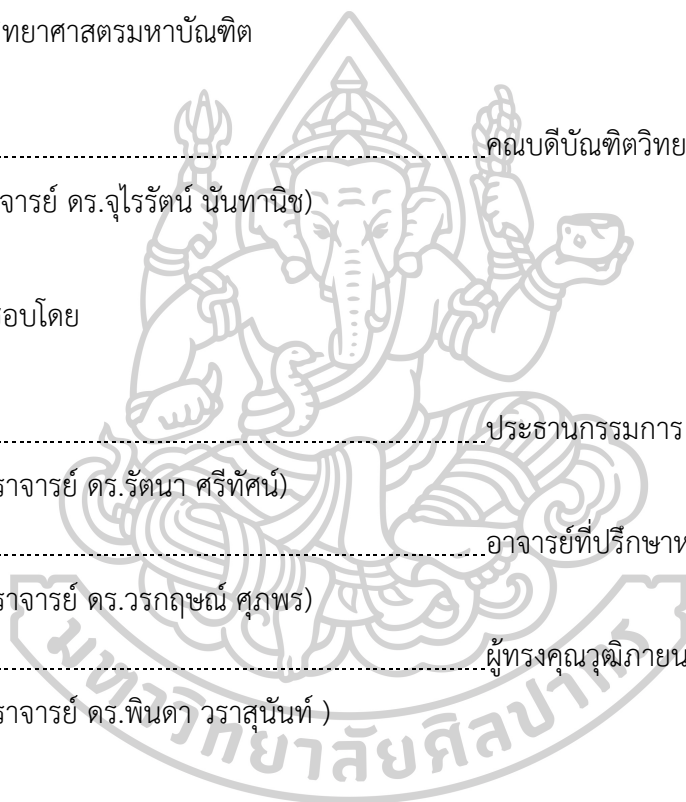 ทยาศาสตรมหาบัณฑิต
คณบดีบัณฑิตวิทย
จารย์ ดร.จุไรรัตน์ นันทานิช)
อบโดย
ประธานกรรมการ
ราจารย์ ดร.รัตนา ศรีทัศน์)
อาจารย์ที่ปรึกษาห
ราจารย์ ดร.วรกฤษณ์ ศุภพร)
ผู้ทรงคุณวุฒิภายน
ราจารย์ ดร.พินดา วราสุนันท์ )
มหาวิทยาลัยศิลปากร